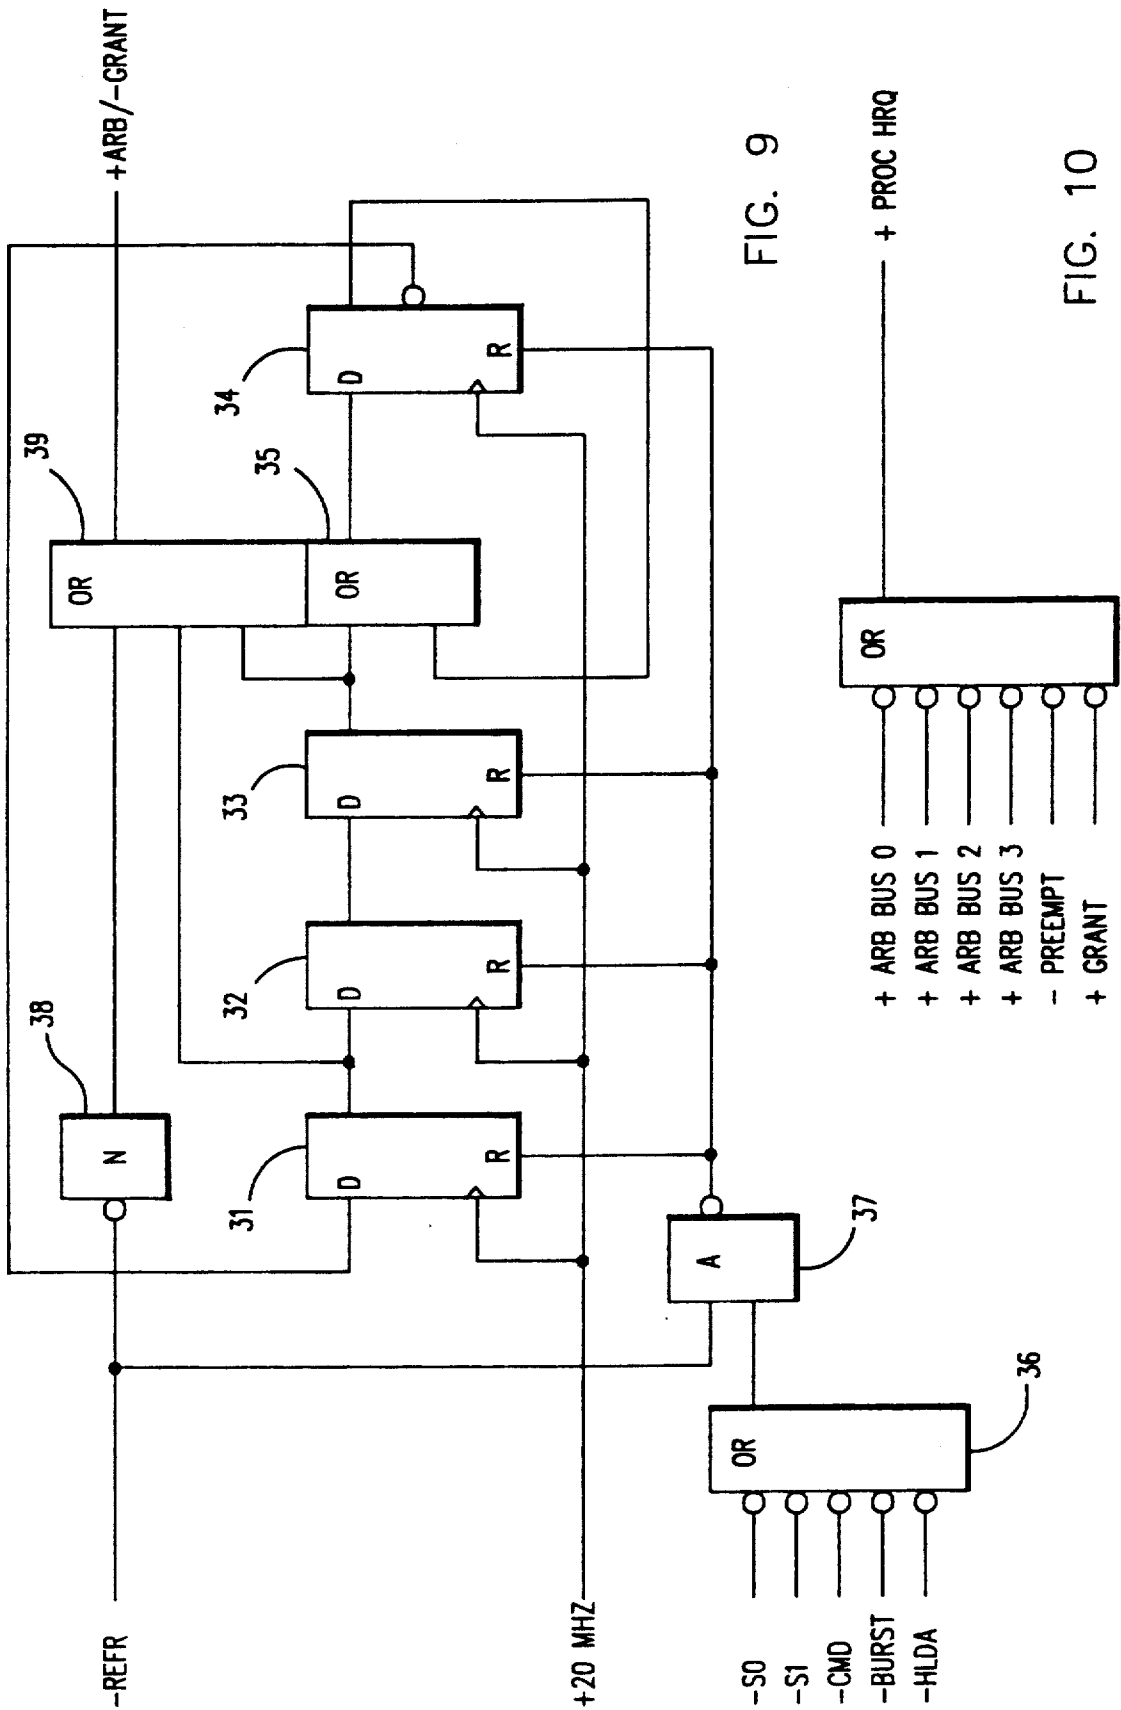 -REFR
+20 MHZ
-S0
-S1
-CMD
-BURST
-HLDA
OR
36
A
37
N
38
D
R
31
D
R
32
D
R
33
OR
39
OR
35
D
R
34
+ARB/-GRANT
FIG. 9
+ ARB BUS 0
+ ARB BUS 1
+ ARB BUS 2
+ ARB BUS 3
- PREEMPT
+ GRANT
OR
+ PROC HRQ
FIG. 10